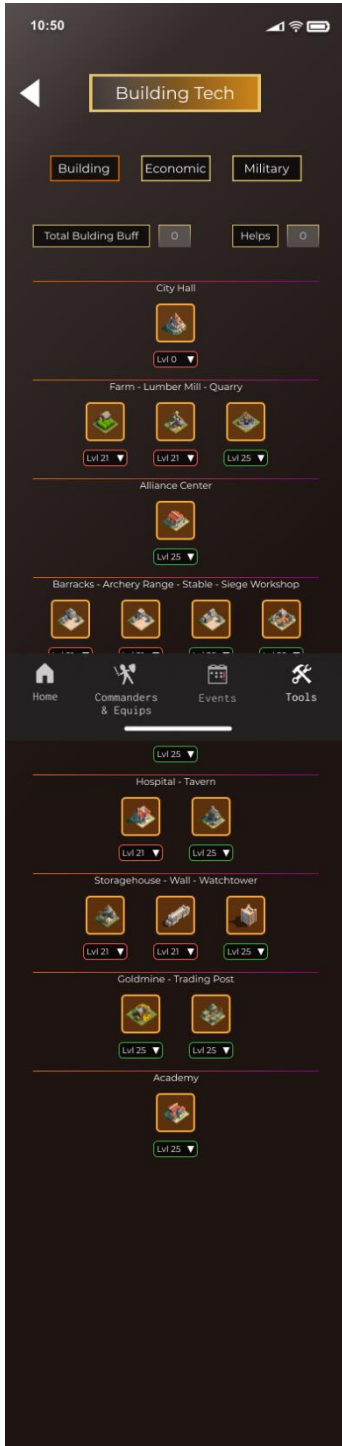 10:50
Building Tech
Building Economic Military
Total Bulding Buff 0 Helps 0
City Hall
Lvl 0
Farm - Lumber Mill - Quarry
Lvl 21 Lvl 21 Lvl 25
Alliance Center
Lvl 25
Barracks - Archery Range - Stable - Siege Workshop
Home Commanders & Equips Events Tools
Lvl 25
Hospital - Tavern
Lvl 21 Lvl 25
Storagehouse - Wall - Watchtower
Lvl 21 Lvl 21 Lvl 25
Goldmine - Trading Post
Lvl 25 Lvl 25
Academy
Lvl 25